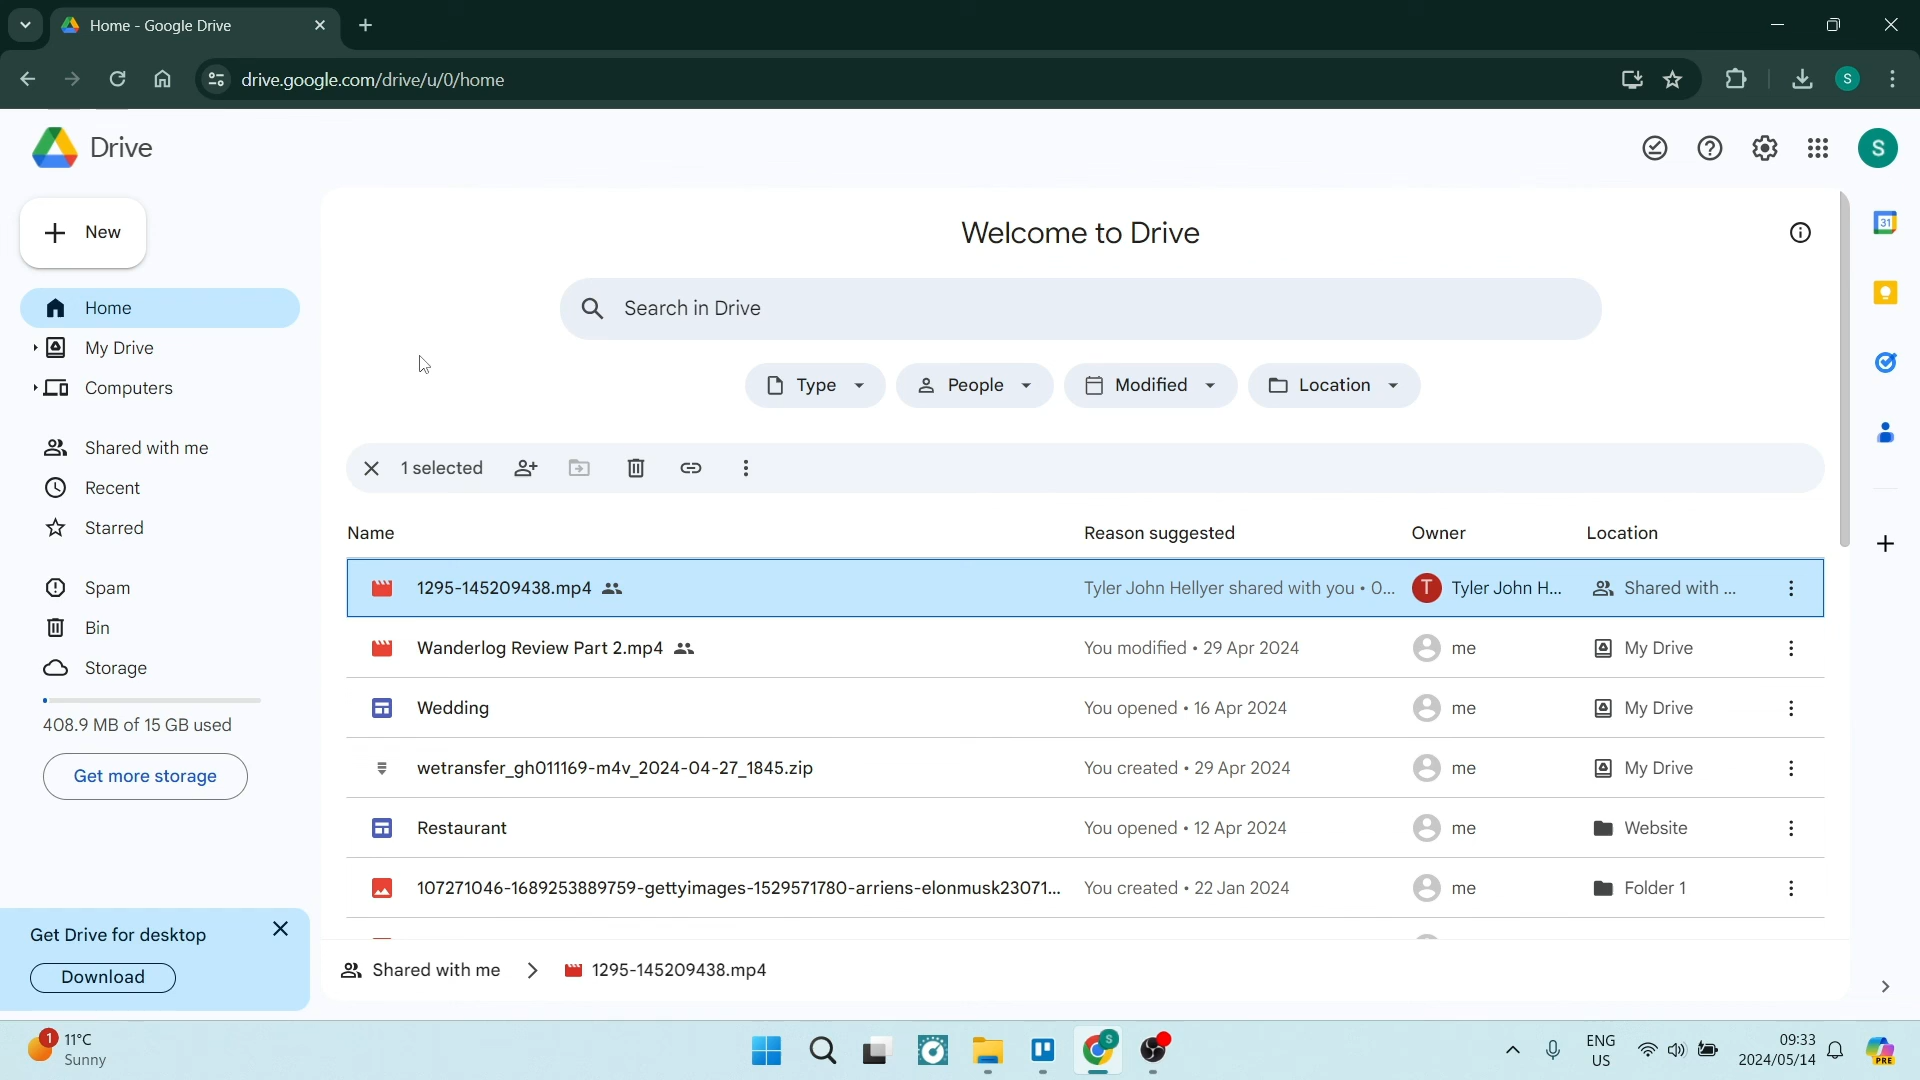 Home - Google Drive
drive.google.com/drive/u/0/home
S
Drive
S
New
Welcome to Drive
31
Search in Drive
Home
My Drive
Computers
Type
People
Modified
Location
Shared with me
Recent
Starred
1 selected
Name
Reason suggested
Owner
Location
1295-145209438.mp4
Tyler John Hellyer shared with you • 0...
T
Tyler John H...
Shared with ...
Spam
Bin
Storage
Wanderlog Review Part 2.mp4
You modified • 29 Apr 2024
me
My Drive
Wedding
You opened • 16 Apr 2024
me
My Drive
408.9 MB of 15 GB used
Get more storage
wetransfer_gh011169-m4v_2024-04-27_1845.zip
You created • 29 Apr 2024
me
My Drive
Restaurant
You opened • 12 Apr 2024
me
Website
107271046-1689253889759-gettyimages-1529571780-arriens-elonmusk23071...
You created • 22 Jan 2024
me
Folder 1
Get Drive for desktop
Download
Shared with me
1295-145209438.mp4
1
11°C
Sunny
S
ENG
US
09:33
2024/05/14
PRE